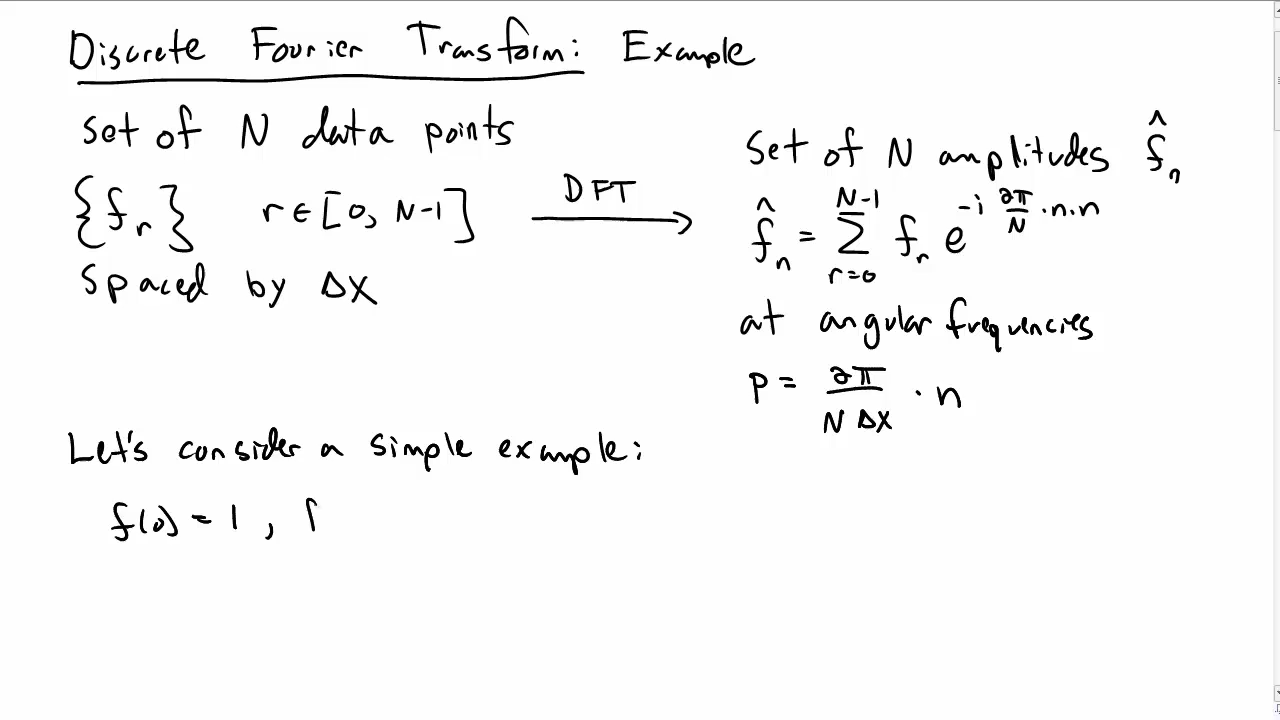 Discrete Fourier Transform: Example
set of N data points
{f_r} r ∈ [0, N-1]
spaced by Δx
DFT
Set of N amplitudes f̂_n
f̂_n = Σ_{r=0}^{N-1} f_r e^{-i 2π/N · n · n}
at angular frequencies
p = 2π/(N Δx) · n
Let's consider a simple example:
f(0) = 1 ,